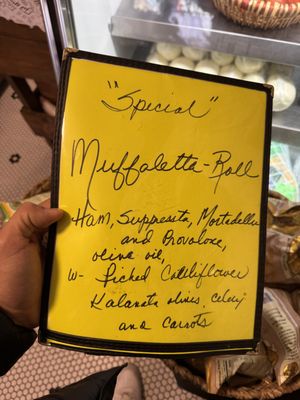 "Special"
Muffaletta-Roll
Ham, Suppresita, Mortedella
and Provolone,
olive oil,
w- Picked Cauliflower
Kalamata olives, celery
and carrots